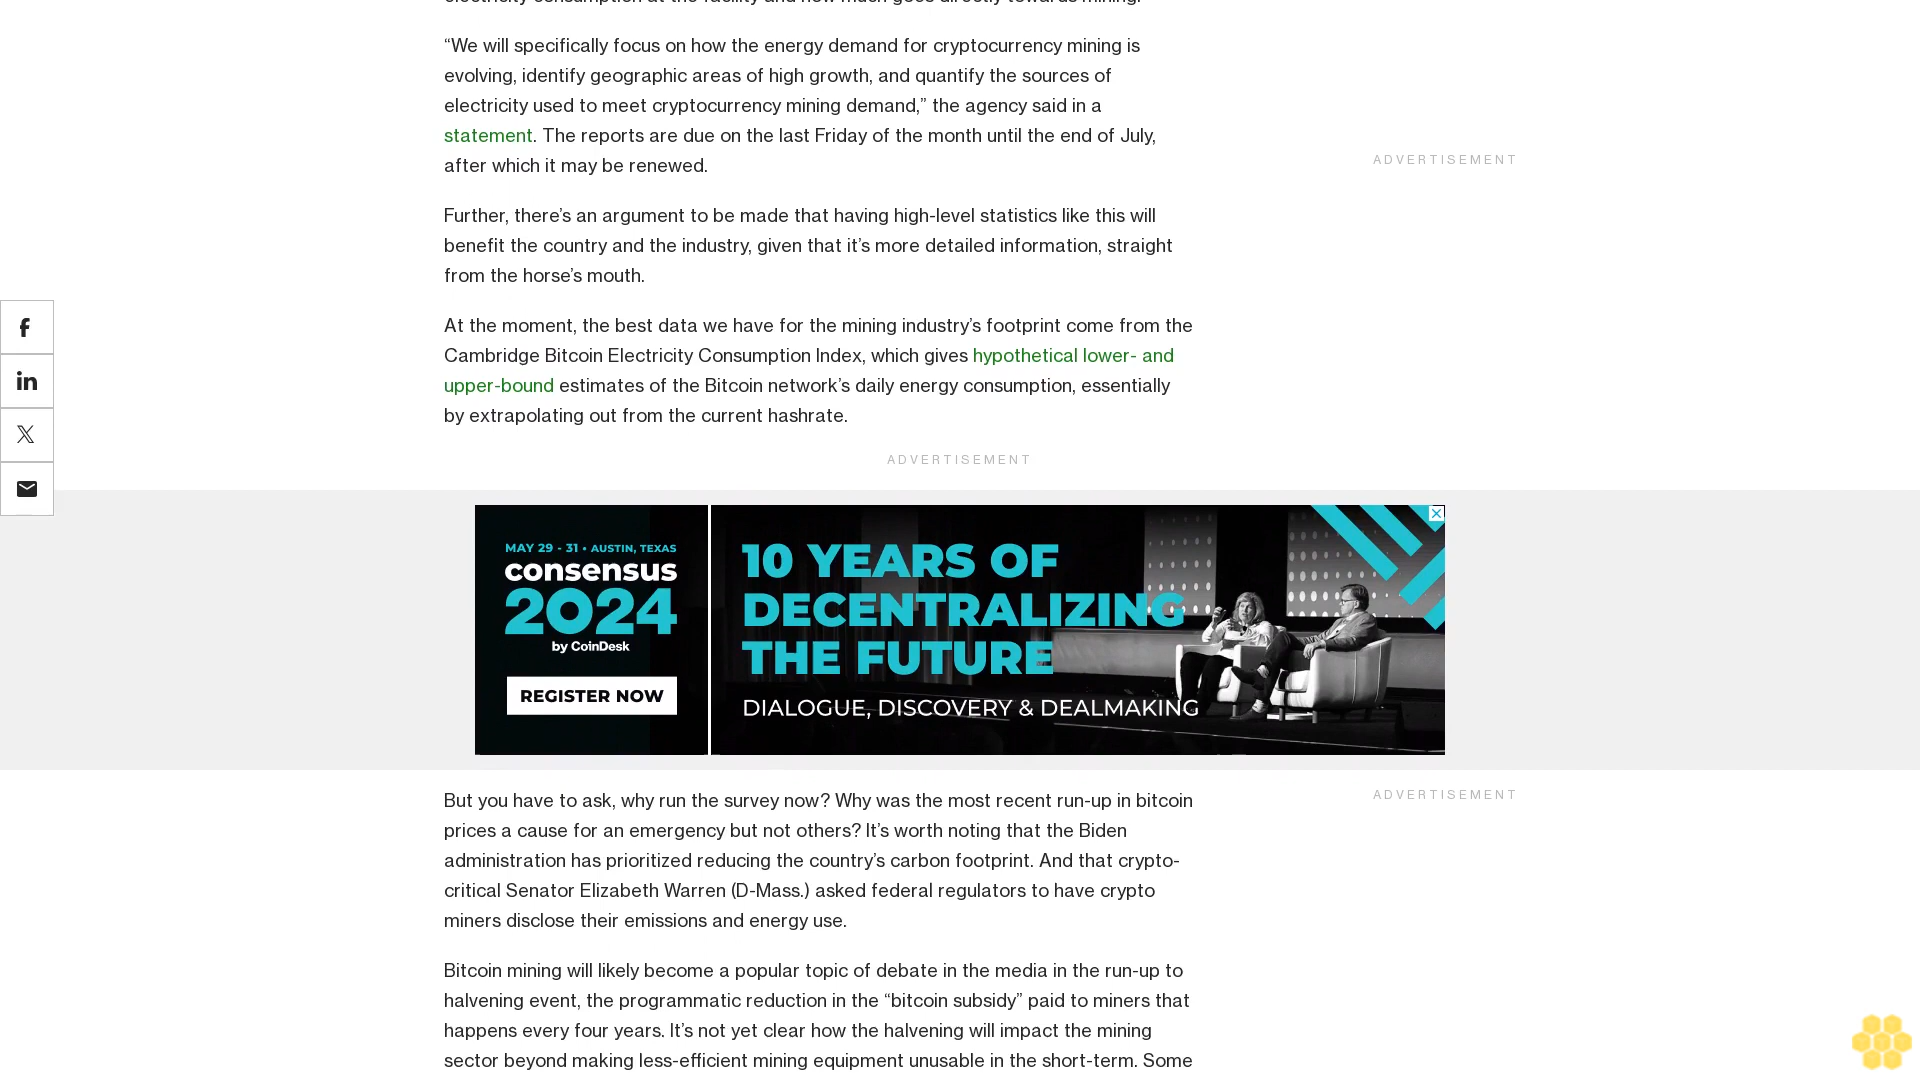 “We will specifically focus on how the energy demand for cryptocurrency mining is
evolving, identify geographic areas of high growth, and quantify the sources of
electricity used to meet cryptocurrency mining demand,” the agency said in a
statement. The reports are due on the last Friday of the month until the end of July,
after which it may be renewed.
ADVERTISEMENT
Further, there’s an argument to be made that having high-level statistics like this will
benefit the country and the industry, given that it’s more detailed information, straight
from the horse’s mouth.
At the moment, the best data we have for the mining industry’s footprint come from the
Cambridge Bitcoin Electricity Consumption Index, which gives hypothetical lower- and
upper-bound estimates of the Bitcoin network’s daily energy consumption, essentially
by extrapolating out from the current hashrate.
ADVERTISEMENT
MAY 29 - 31 • AUSTIN, TEXAS
consensus
2024
by CoinDesk
REGISTER NOW
10 YEARS OF
DECENTRALIZING
THE FUTURE
DIALOGUE, DISCOVERY & DEALMAKING
But you have to ask, why run the survey now? Why was the most recent run-up in bitcoin
prices a cause for an emergency but not others? It’s worth noting that the Biden
administration has prioritized reducing the country’s carbon footprint. And that crypto-
critical Senator Elizabeth Warren (D-Mass.) asked federal regulators to have crypto
miners disclose their emissions and energy use.
ADVERTISEMENT
Bitcoin mining will likely become a popular topic of debate in the media in the run-up to
halvening event, the programmatic reduction in the “bitcoin subsidy” paid to miners that
happens every four years. It’s not yet clear how the halvening will impact the mining
sector beyond making less-efficient mining equipment unusable in the short-term. Some